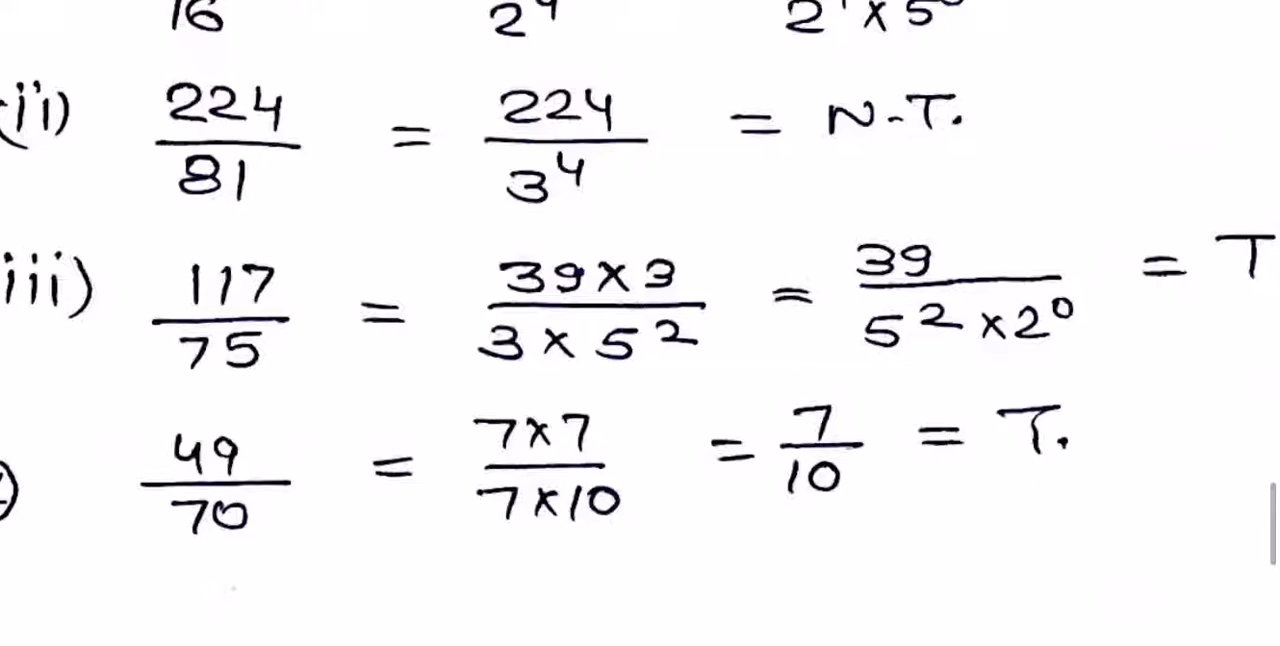 16 2⁴ 2⁴ × 5⁰
ii) 224/81 = 224/3⁴ = N.T.
iii) 117/75 = 39×3/3×5² = 39/5²×2⁰ = T
49/70 = 7×7/7×10 = 7/10 = T.